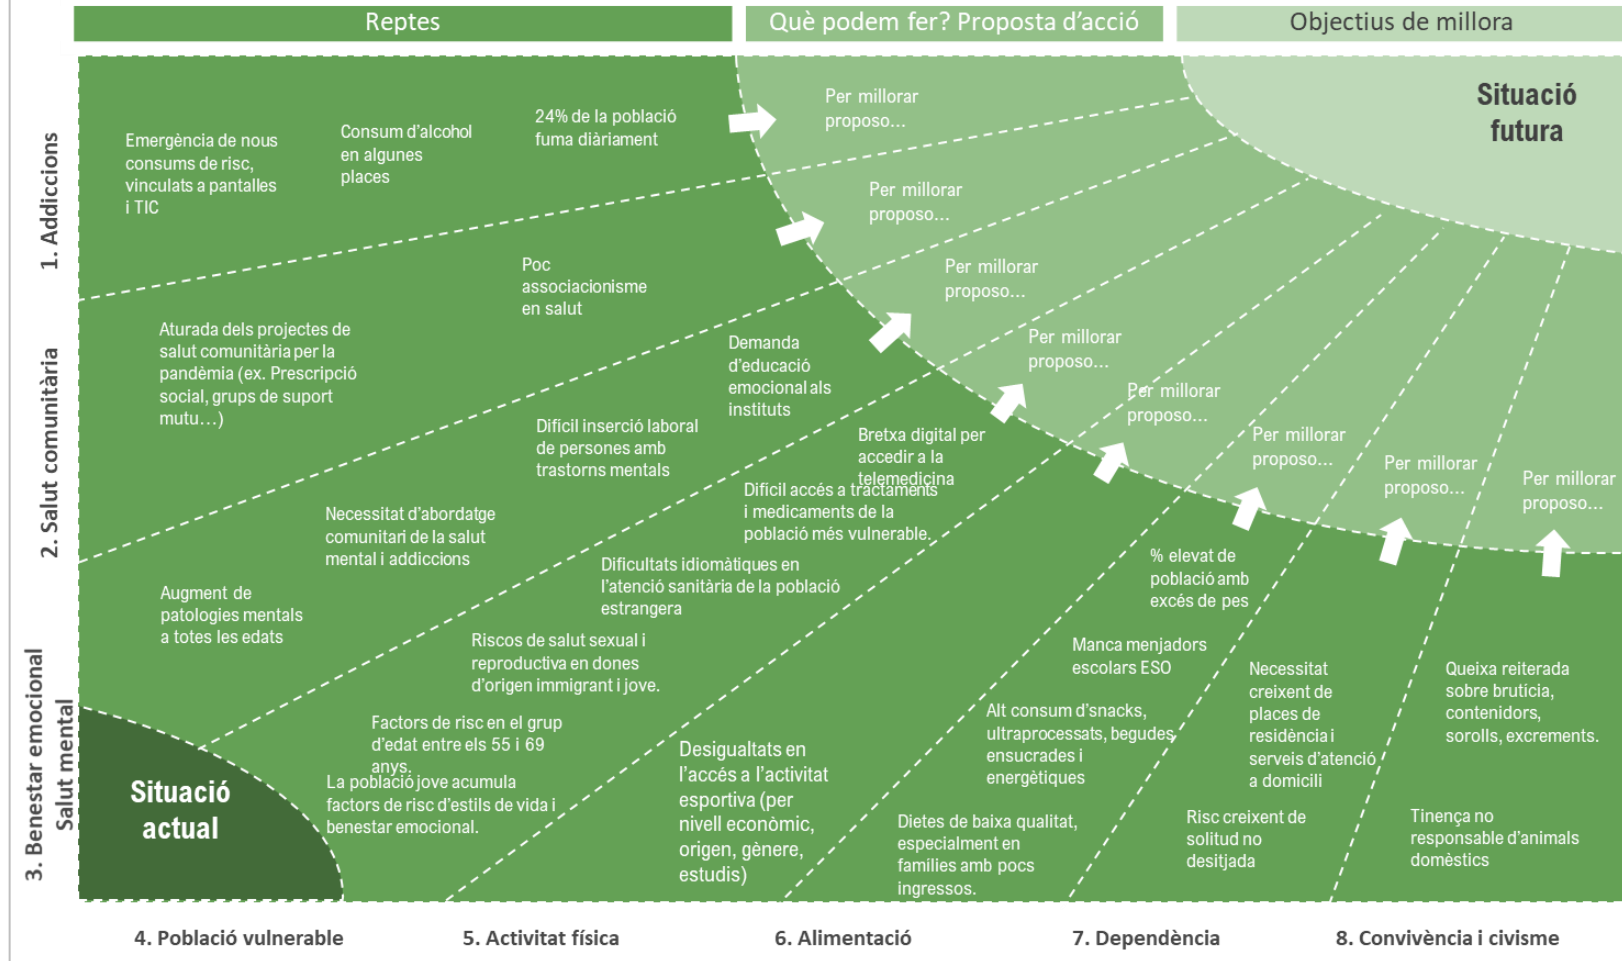 Reptes
Què podem fer? Proposta d'acció
Objectius de millora
Situació
futura
1. Addiccions
Emergència de nous
consums de risc,
vinculats a pantalles
i TIC
Consum d'alcohol
en algunes
places
24% de la població
fuma diàriament
Per millorar
proposo...
2. Salut comunitària
Aturada dels projectes de
salut comunitària per la
pandèmia (ex. Prescripció
social, grups de suport
mutu...)
Poc
associacionisme
en salut
Per millorar
proposo...
3. Benestar emocional
Salut mental
Augment de
patologies mentals
a totes les edats
Necessitat d'abordatge
comunitari de la salut
mental i addiccions
Difícil inserció laboral
de persones amb
trastorns mentals
Demanda
d'educació
emocional als
instituts
Per millorar
proposo...
Bretxa digital per
accedir a la
telemedicina
Difícil accés a tractaments
i medicaments de la
població més vulnerable.
Dificultats idiomàtiques en
l'atenció sanitària de la població
estrangera
Riscos de salut sexual i
reproductiva en dones
d'origen immigrant i jove.
Factors de risc en el grup
d'edat entre els 55 i 69
anys.
La població jove acumula
factors de risc d'estils de vida i
benestar emocional.
Per millorar
proposo...
Desigualtats en
l'accés a l'activitat
esportiva (per
nivell econòmic,
origen, gènere,
estudis)
Per millorar
proposo...
% elevat de
població amb
excés de pes
Manca menjadors
escolars ESO
Alt consum d'snacks,
ultraprocessats, begudes
ensucrades i
energètiques
Dietes de baixa qualitat,
especialment en
famílies amb pocs
ingressos.
Per millorar
proposo...
Necessitat
creixent de
places de
residència i
serveis d'atenció
a domicili
Risc creixent de
solitud no
desitjada
Per millorar
proposo...
Queixa reiterada
sobre brutícia,
contenidors,
sorolls, excrements.
Tinença no
responsable d'animals
domèstics
Per millorar
proposo...
Situació
actual
4. Població vulnerable
5. Activitat física
6. Alimentació
7. Dependència
8. Convivència i civisme